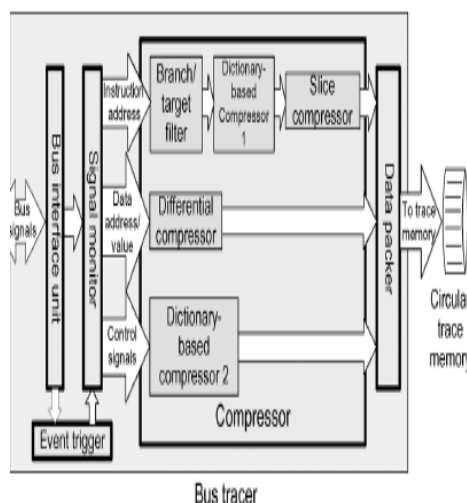 Bus
signals
Bus interface unit
Event trigger
Signal monitor
Instruction
address
Data
address/
value
Control
signals
Branch/
target
filter
Dictionary-
based
Compressor
1
Slice
compressor
Differential
compressor
Dictionary-
based
compressor 2
Compressor
Data packer
To trace
memory
Circula
trace
memory
Bus tracer